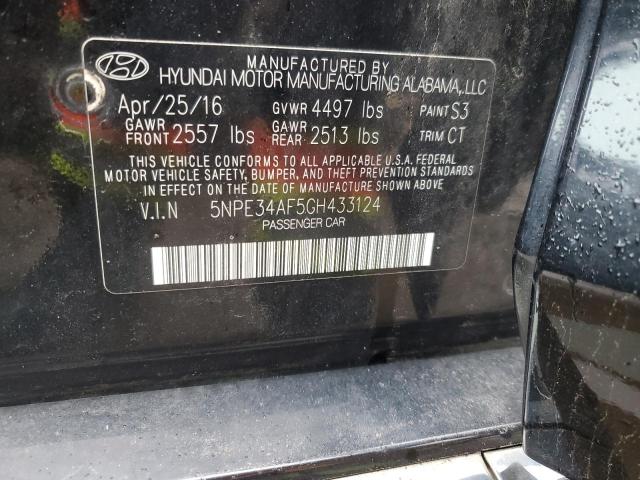 MANUFACTURED BY
HYUNDAI MOTOR MANUFACTURING ALABAMA, LLC
Apr/25/16 GVWR 4497 lbs PAINT S3
GAWR FRONT 2557 lbs GAWR REAR 2513 lbs TRIM CT
THIS VEHICLE CONFORMS TO ALL APPLICABLE U.S.A. FEDERAL
MOTOR VEHICLE SAFETY, BUMPER, AND THEFT PREVENTION STANDARDS
IN EFFECT ON THE DATE OF MANUFACTURE SHOWN ABOVE
V.I.N 5NPE34AF5GH433124
PASSENGER CAR